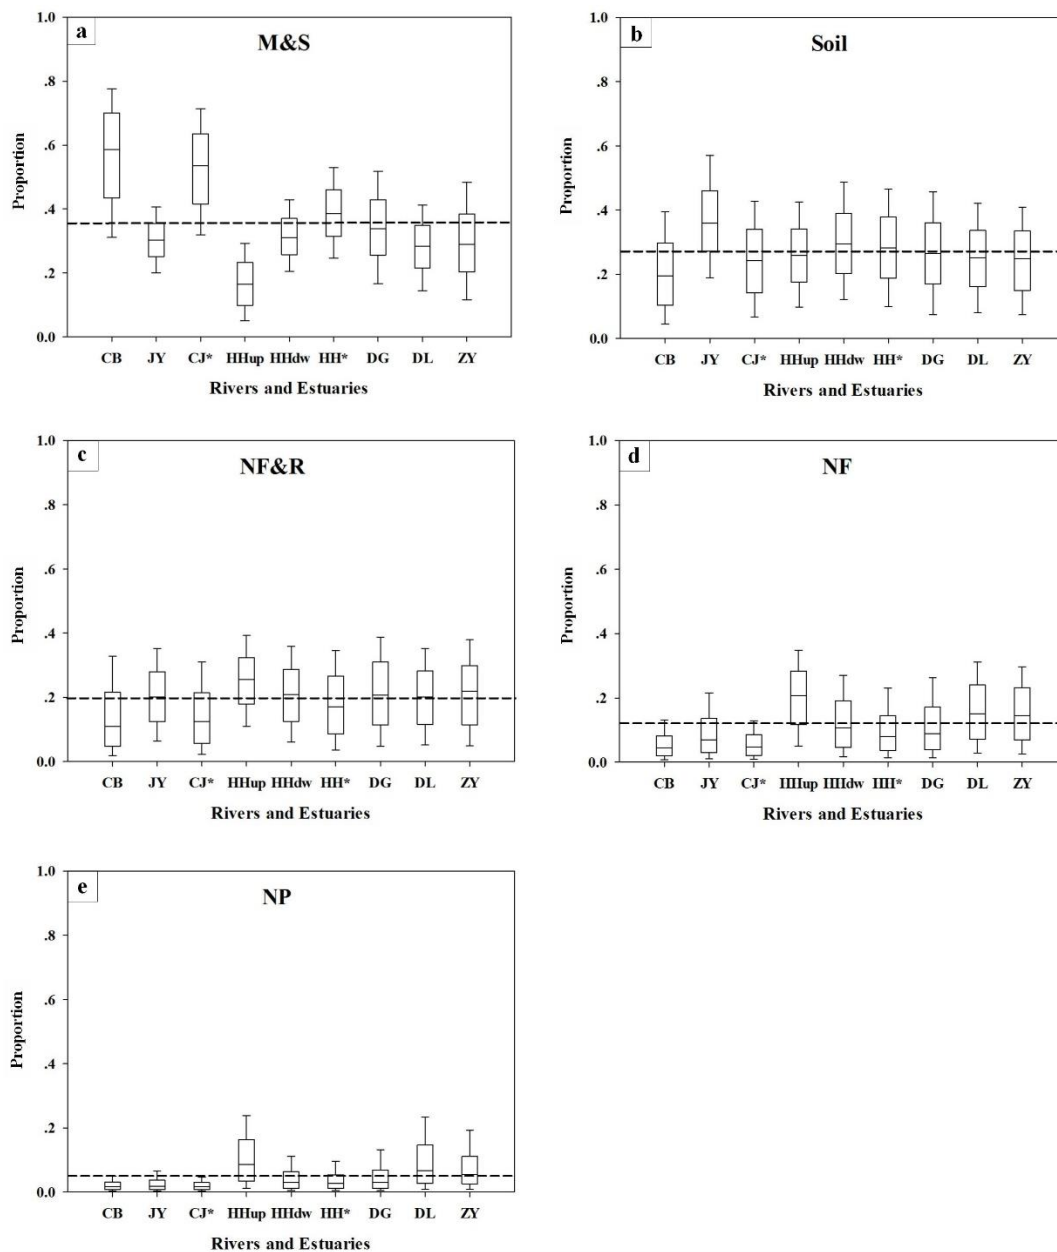 a
M&S
1.0
.8
.6
.4
.2
0.0
Proportion
CB JY CJ* HHup HHdw HH* DG DL ZY
Rivers and Estuaries
b
Soil
1.0
.8
.6
.4
.2
0.0
Proportion
CB JY CJ* HHup HHdw HH* DG DL ZY
Rivers and Estuaries
c
NF&R
1.0
.8
.6
.4
.2
0.0
Proportion
CB JY CJ* HHup HHdw HH* DG DL ZY
Rivers and Estuaries
d
NF
1.0
.8
.6
.4
.2
0.0
Proportion
CB JY CJ* HHup HHdw HH* DG DL ZY
Rivers and Estuaries
e
NP
1.0
.8
.6
.4
.2
0.0
Proportion
CB JY CJ* HHup HHdw HH* DG DL ZY
Rivers and Estuaries